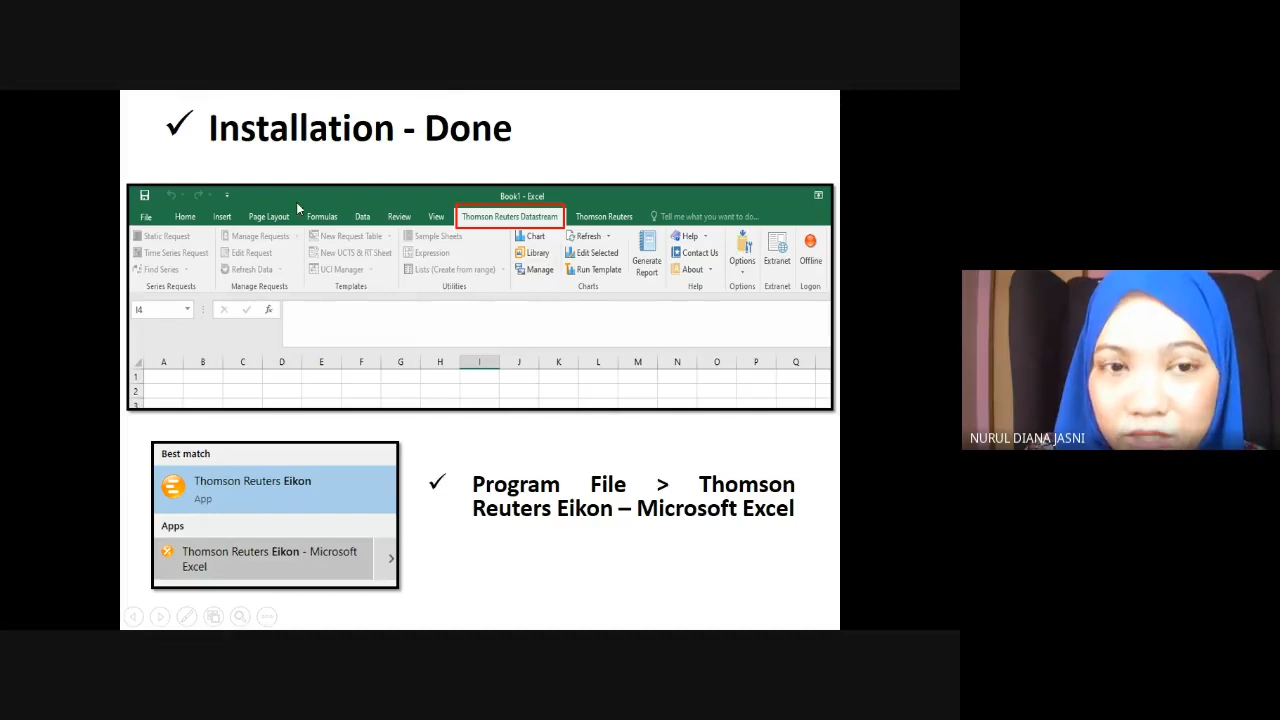 ✓ Installation - Done
Book1 - Excel
File Home Insert Page Layout Formulas Data Review View Thomson Reuters Datastream Thomson Reuters Tell me what you want to do...
Static Request Manage Requests New Request Table Sample Sheets Chart Refresh Help
Time Series Request Edit Request New UCTS & RT Sheet Expression Library Edit Selected Contact Us
Find Series Refresh Data UCI Manager Lists (Create from range) Manage Run Template About
Generate Report Options Extranet Offline
Series Requests Manage Requests Templates Utilities Charts Help Options Extranet Logon
I4 fx
A B C D E F G H I J K L M N O P Q
1
2
3
Best match
Thomson Reuters Eikon
App
Apps
Thomson Reuters Eikon - Microsoft
Excel
✓ Program File > Thomson
Reuters Eikon – Microsoft Excel
NURUL DIANA JASNI